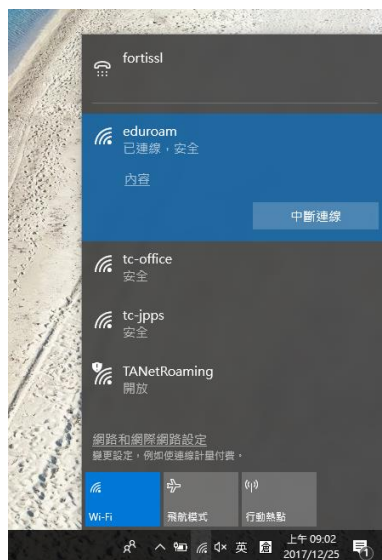 fortissl
eduroam
已連線，安全
內容
中斷連線
tc-office
安全
tc-jpps
安全
TANetRoaming
開放
網路和網際網路設定
變更設定，例如使連線計量付費。
Wi-Fi
飛航模式
行動熱點
英
倉
上午 09:02
2017/12/25
1